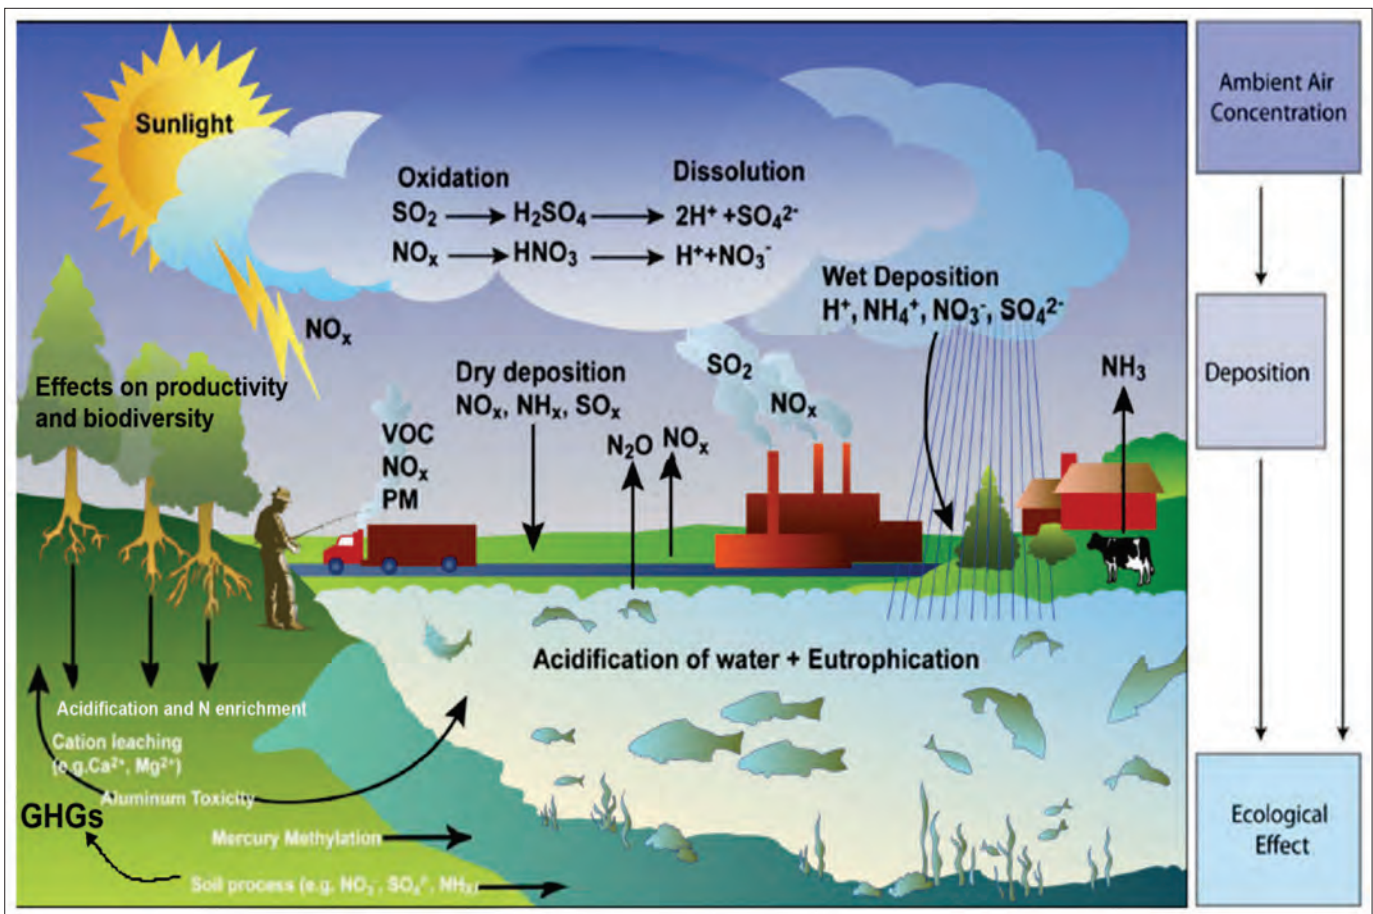 Sunlight
Oxidation
Dissolution
SO₂ → H₂SO₄ → 2H⁺ +SO₄²⁻
NOₓ → HNO₃ → H⁺+NO₃⁻
Wet Deposition
H⁺, NH₄⁺, NO₃⁻, SO₄²⁻
NOₓ
Effects on productivity
and biodiversity
Dry deposition
NOₓ, NHₓ, SOₓ
VOC
NOₓ
PM
N₂O
NOₓ
SO₂
NOₓ
NH₃
Acidification of water + Eutrophication
Acidification and N enrichment
Cation leaching
(e.g.Ca²⁺, Mg²⁺)
Aluminum Toxicity
GHGs
Mercury Methylation
Soil process (e.g. NO₃⁻, SO₄, NHₓ)
Ambient Air
Concentration
Deposition
Ecological
Effect